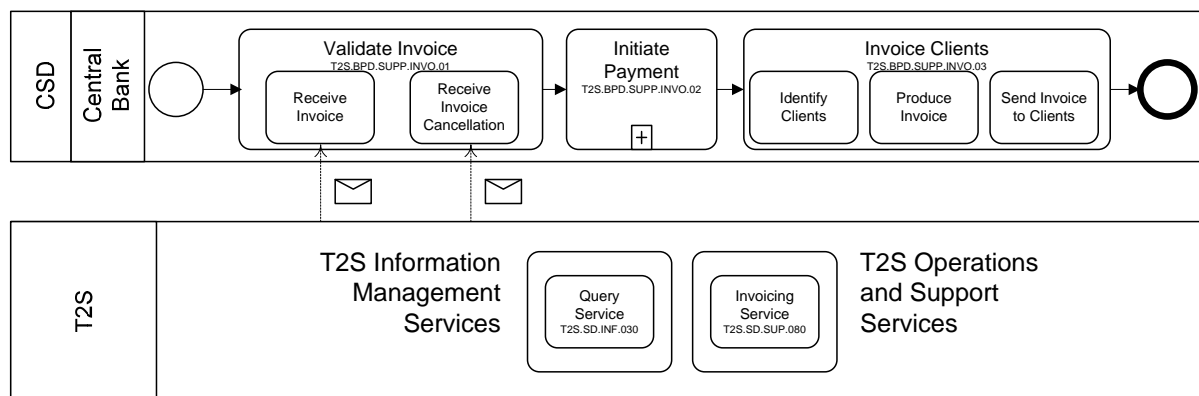 CSD
Central
Bank
Validate Invoice
T2S.BPD.SUPP.INVO.01
Receive
Invoice
Receive
Invoice
Cancellation
Initiate
Payment
T2S.BPD.SUPP.INVO.02
+
Invoice Clients
T2S.BPD.SUPP.INVO.03
Identify
Clients
Produce
Invoice
Send Invoice
to Clients
T2S
T2S Information
Management
Services
Query
Service
T2S.SD.INF.030
Invoicing
Service
T2S.SD.SUP.080
T2S Operations
and Support
Services